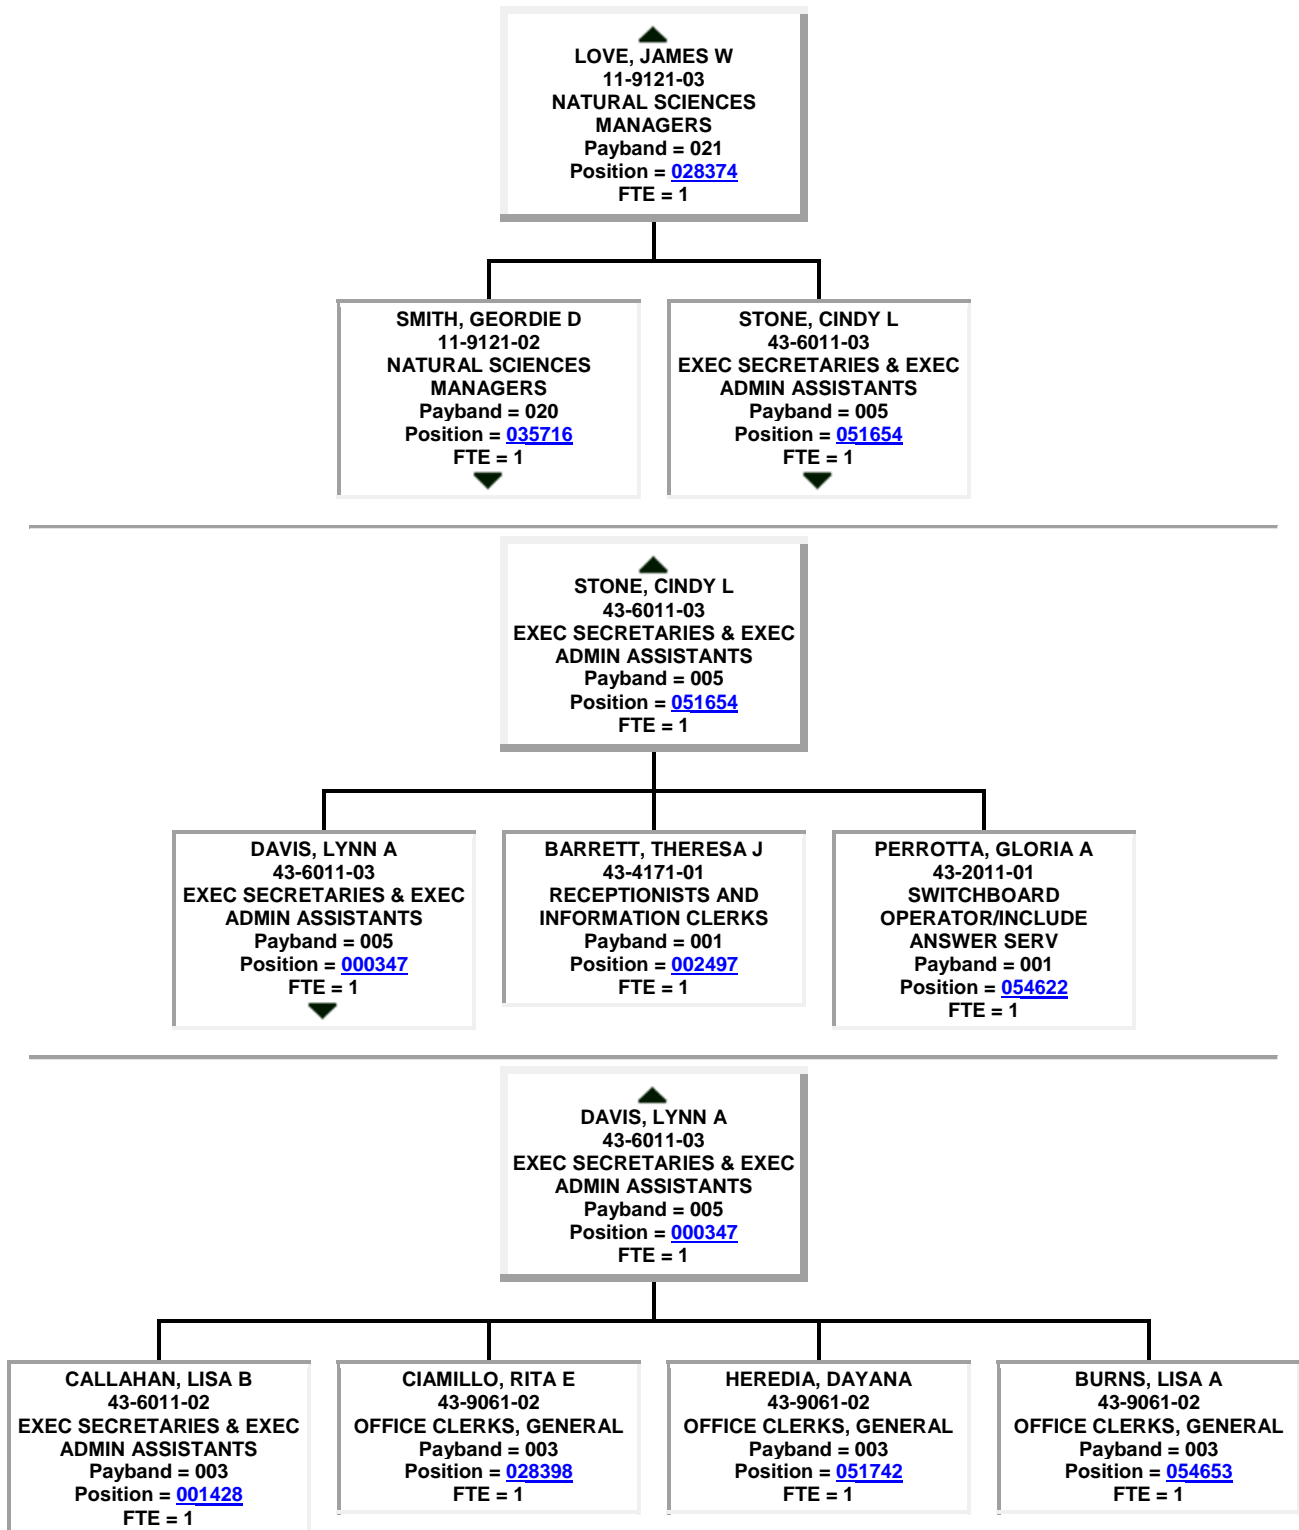 LOVE, JAMES W
11-9121-03
NATURAL SCIENCES
MANAGERS
Payband = 021
Position = 028374
FTE = 1
SMITH, GEORDIE D
11-9121-02
NATURAL SCIENCES
MANAGERS
Payband = 020
Position = 035716
FTE = 1
STONE, CINDY L
43-6011-03
EXEC SECRETARIES & EXEC
ADMIN ASSISTANTS
Payband = 005
Position = 051654
FTE = 1
STONE, CINDY L
43-6011-03
EXEC SECRETARIES & EXEC
ADMIN ASSISTANTS
Payband = 005
Position = 051654
FTE = 1
DAVIS, LYNN A
43-6011-03
EXEC SECRETARIES & EXEC
ADMIN ASSISTANTS
Payband = 005
Position = 000347
FTE = 1
BARRETT, THERESA J
43-4171-01
RECEPTIONISTS AND
INFORMATION CLERKS
Payband = 001
Position = 002497
FTE = 1
PERROTTA, GLORIA A
43-2011-01
SWITCHBOARD
OPERATOR/INCLUDE
ANSWER SERV
Payband = 001
Position = 054622
FTE = 1
DAVIS, LYNN A
43-6011-03
EXEC SECRETARIES & EXEC
ADMIN ASSISTANTS
Payband = 005
Position = 000347
FTE = 1
CALLAHAN, LISA B
43-6011-02
EXEC SECRETARIES & EXEC
ADMIN ASSISTANTS
Payband = 003
Position = 001428
FTE = 1
CIAMILLO, RITA E
43-9061-02
OFFICE CLERKS, GENERAL
Payband = 003
Position = 028398
FTE = 1
HEREDIA, DAYANA
43-9061-02
OFFICE CLERKS, GENERAL
Payband = 003
Position = 051742
FTE = 1
BURNS, LISA A
43-9061-02
OFFICE CLERKS, GENERAL
Payband = 003
Position = 054653
FTE = 1